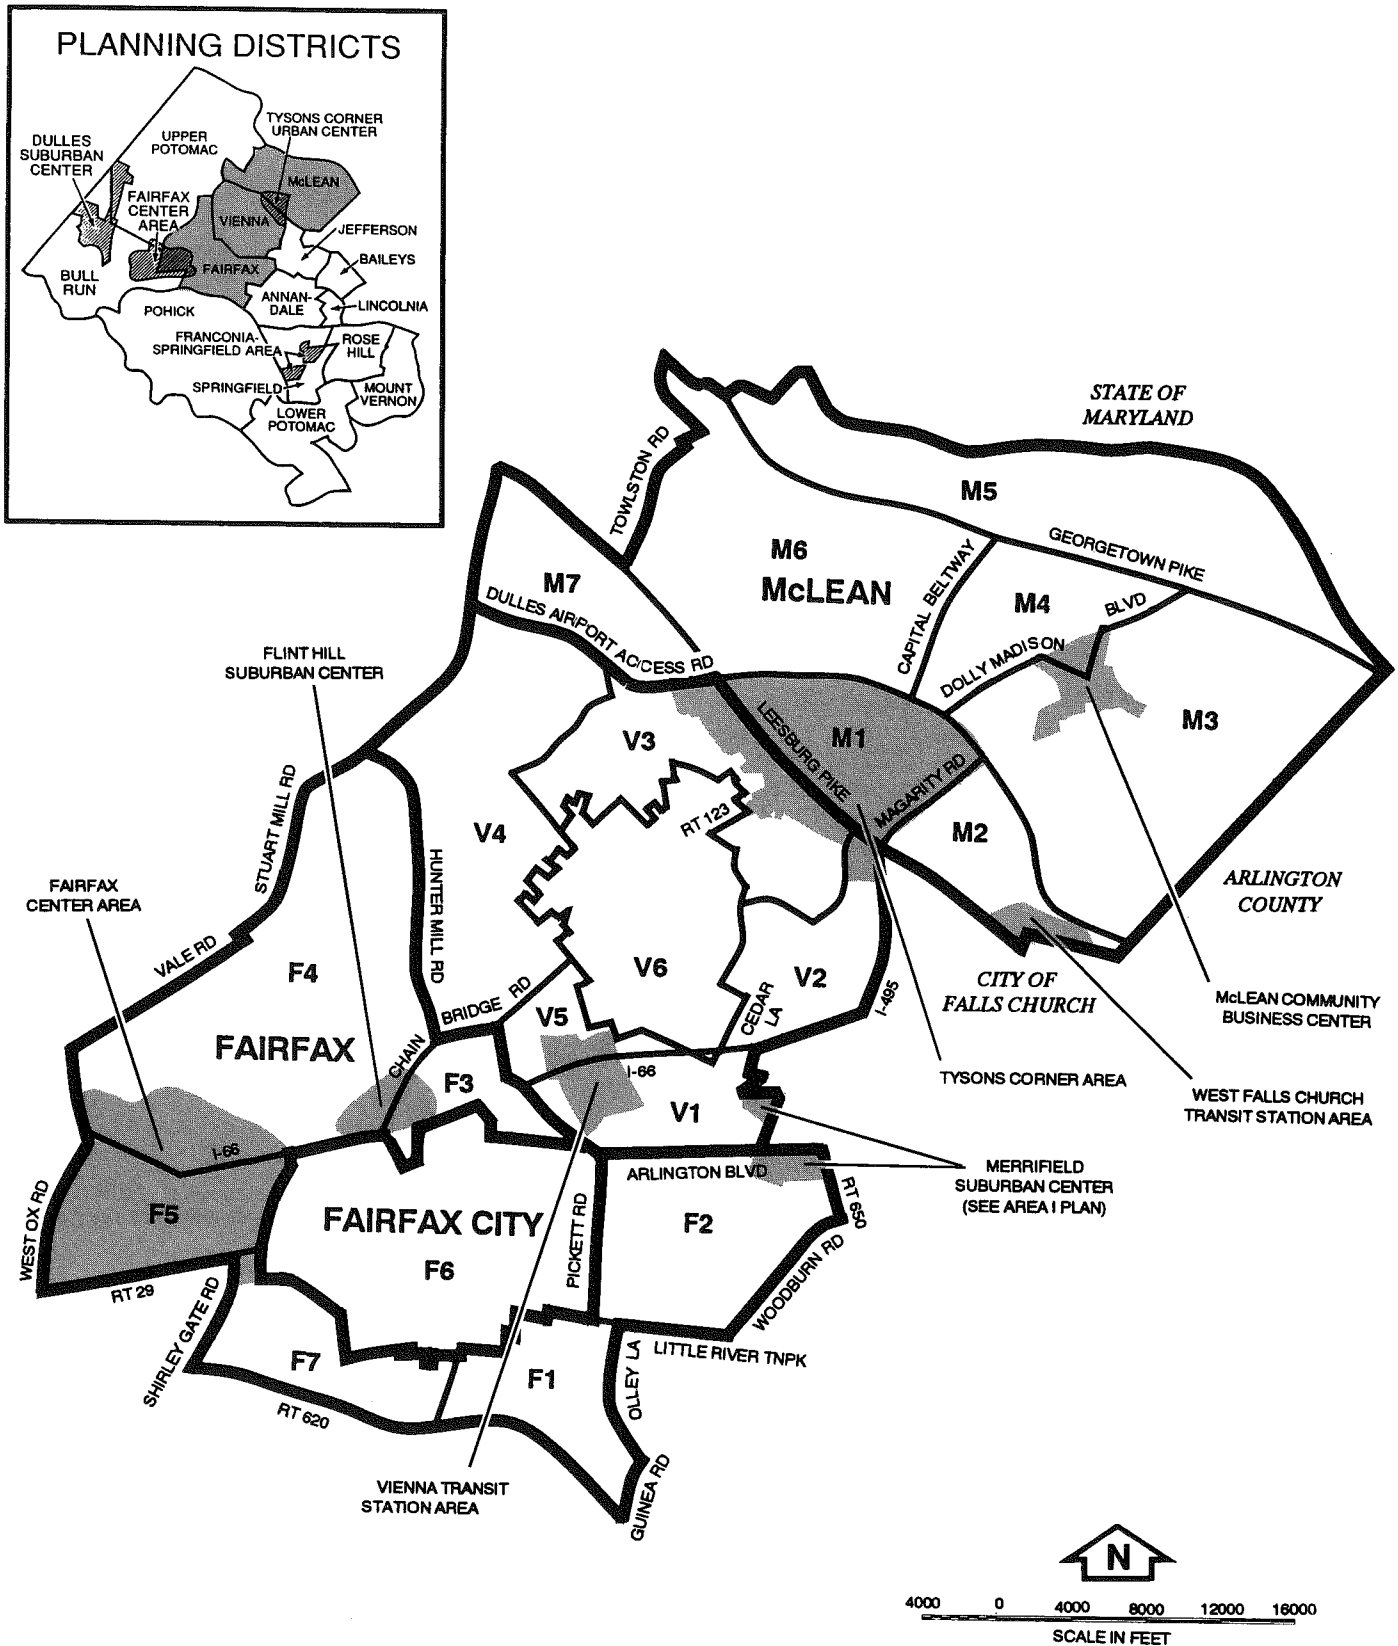 PLANNING DISTRICTS
TYSONS CORNER
URBAN CENTER
UPPER
POTOMAC
DULLES
SUBURBAN
CENTER
McLEAN
FAIRFAX
CENTER
AREA
VIENNA
JEFFERSON
BAILEYS
FAIRFAX
BULL
RUN
ANNAN-
DALE
LINCOLNIA
POHICK
FRANCONIA-
SPRINGFIELD AREA
ROSE
HILL
SPRINGFIELD
MOUNT
VERNON
LOWER
POTOMAC
STATE OF
MARYLAND
TOWLSTON RD
M5
M6
McLEAN
GEORGETOWN PIKE
CAPITAL BELTWAY
M7
M4
BLVD
DULLES AIRPORT ACCESS RD
DOLLY MADISON
FLINT HILL
SUBURBAN CENTER
M3
V3
LEESBURG PIKE
M1
MAGARITY RD
STUART MILL RD
RT 123
V4
M2
HUNTER MILL RD
FAIRFAX
CENTER AREA
ARLINGTON
COUNTY
VALE RD
F4
V6
V2
CITY OF
FALLS CHURCH
BRIDGE RD
V5
CEDAR
LA
I-495
McLEAN COMMUNITY
BUSINESS CENTER
FAIRFAX
CHAIN
I-66
F3
TYSONS CORNER AREA
WEST FALLS CHURCH
TRANSIT STATION AREA
V1
I-66
ARLINGTON BLVD
MERRIFIELD
SUBURBAN CENTER
(SEE AREA I PLAN)
WEST OX RD
F5
FAIRFAX CITY
PICKETT RD
F2
RT 650
F6
WOODBURN RD
RT 29
SHIRLEY GATE RD
LITTLE RIVER TNPK
F7
F1
OLLEY LA
RT 620
VIENNA TRANSIT
STATION AREA
GUINEA RD
N
4000 0 4000 8000 12000 16000
SCALE IN FEET